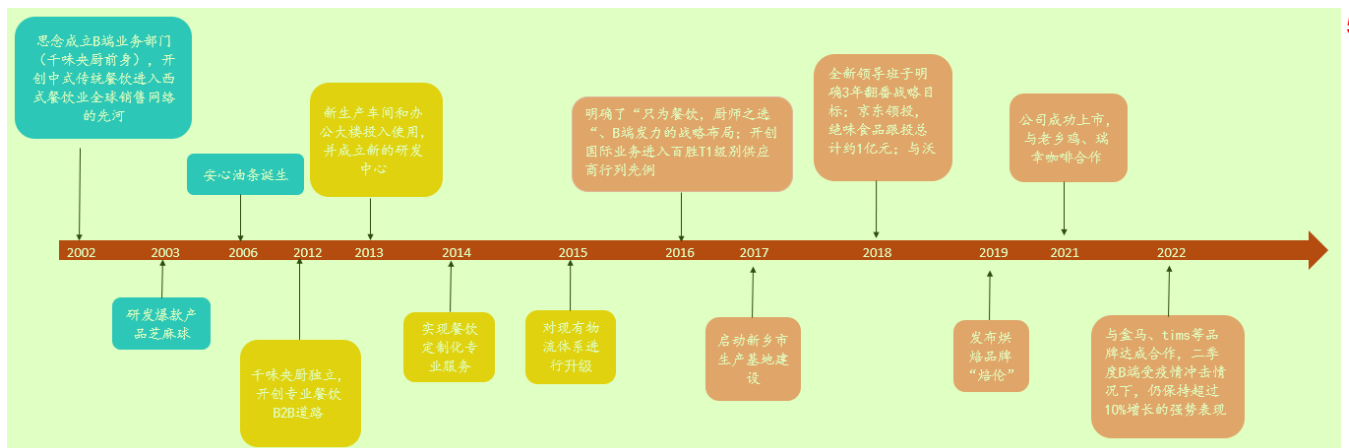 思念成立B端业务部门
（千味央厨前身），开
创中式传统餐饮进入西
式餐饮业全球销售网络
的先河
安心油条诞生
新生产车间和办
公大楼投入使用，
并成立新的研发
中心
明确了“只为餐饮，厨师之选
“、B端发力的战略布局；开创
国际业务进入百胜T1级别供应
商行列先例
全新领导班子明
确3年翻番战略目
标；京东领投，
绝味食品跟投总
计约1亿元；与沃
公司成功上市，
与老乡鸡、瑞
幸咖啡合作
2002 2003 2006 2012 2013 2014 2015 2016 2017 2018 2019 2021 2022
研发爆款产
品芝麻球
千味央厨独立，
开创专业餐饮
B2B道路
实现餐饮
定制化专
业服务
对现有物
流体系进
行升级
启动新乡市
生产基地建
设
发布烘
焙品牌
“焙伦”
与盒马、tims等品
牌达成合作，二季
度B端受疫情冲击情
况下，仍保持超过
10%增长的强势表现